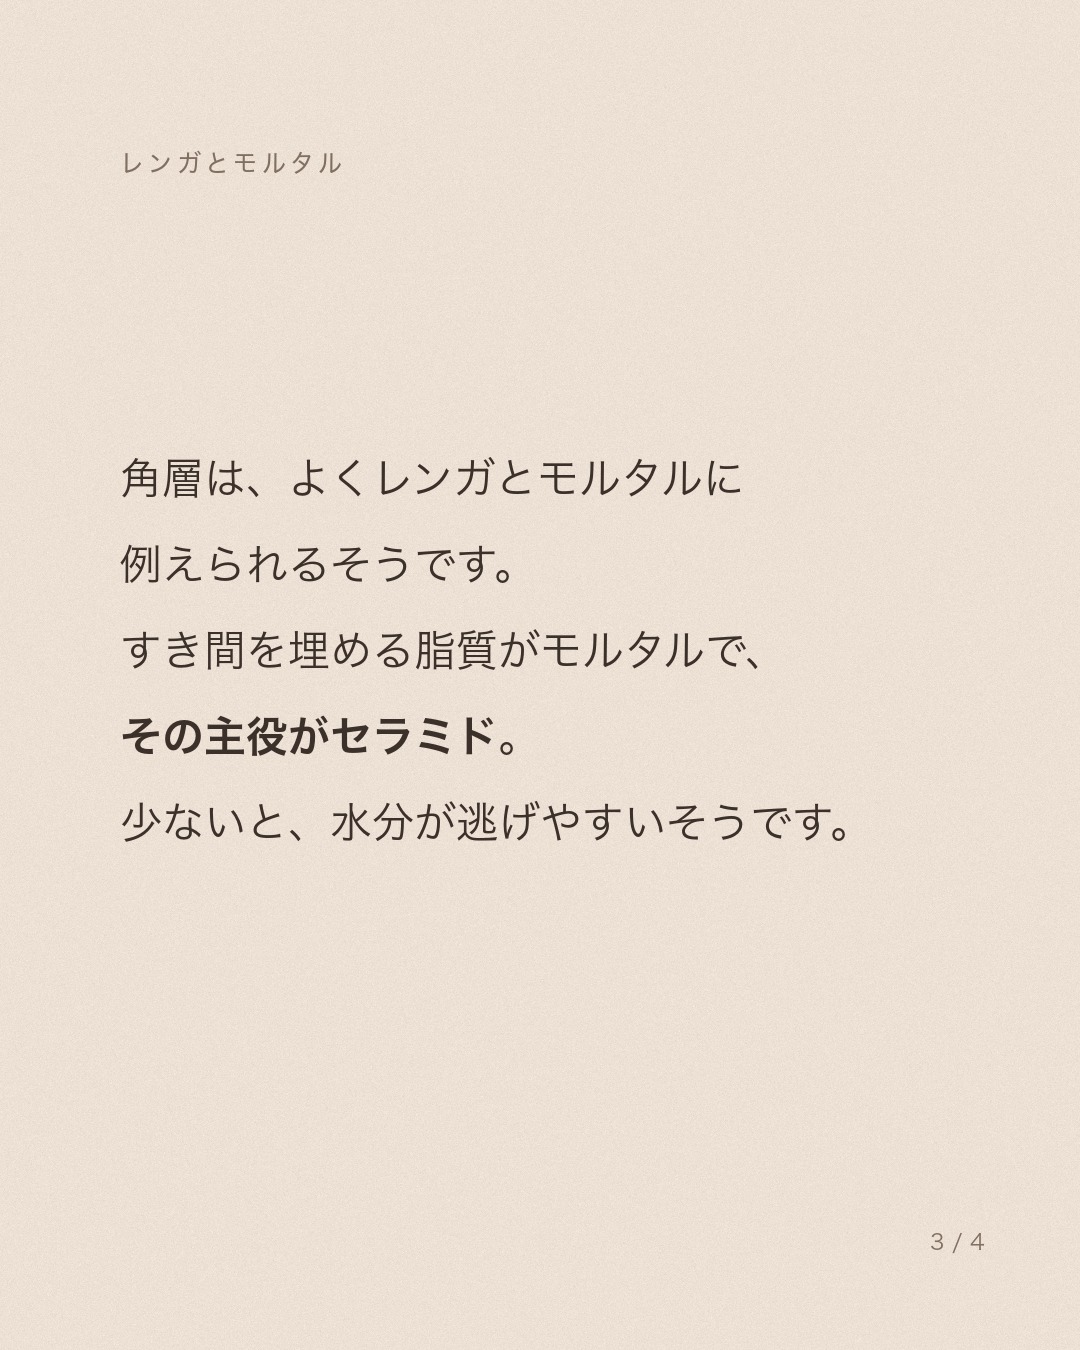 レンガとモルタル
角層は、よくレンガとモルタルに
例えられるそうです。
すき間を埋める脂質がモルタルで、
その主役がセラミド。
少ないと、水分が逃げやすいそうです。
3 / 4